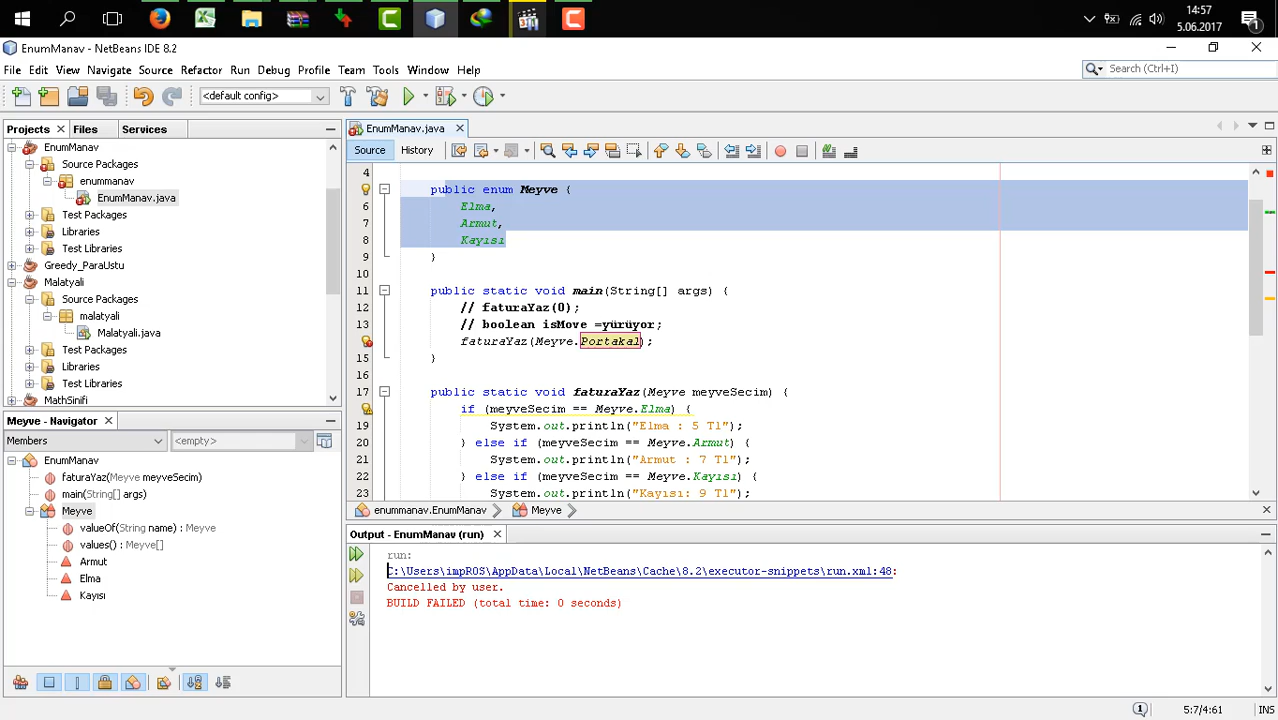 14:57
5.06.2017
1
EnumManav - NetBeans IDE 8.2
File Edit View Navigate Source Refactor Run Debug Profile Team Tools Window Help
Search (Ctrl+I)
<default config>
Projects Files Services
EnumManav
Source Packages
enummanav
EnumManav.java
Test Packages
Libraries
Test Libraries
Greedy_ParaUstu
Malatyali
Source Packages
malatyali
Malatyali.java
Test Packages
Libraries
Test Libraries
MathSinifi
Meyve - Navigator
Members <empty>
EnumManav
faturaYaz(Meyve meyveSecim)
main(String[] args)
Meyve
valueOf(String name) : Meyve
values() : Meyve[]
Armut
Elma
Kayısı
EnumManav.java
Source History
4
public enum Meyve {
6 Elma,
7 Armut,
8 Kayısı
9 }
10
11 public static void main(String[] args) {
12 // faturaYaz(0);
13 // boolean isMove =yürüyor;
faturaYaz(Meyve.Portakal);
15 }
16
17 public static void faturaYaz(Meyve meyveSecim) {
if (meyveSecim == Meyve.Elma) {
19 System.out.println("Elma : 5 Tl");
20 } else if (meyveSecim == Meyve.Armut) {
21 System.out.println("Armut : 7 Tl");
22 } else if (meyveSecim == Meyve.Kayısı) {
23 System.out.println("Kayısı: 9 Tl");
enummanav.EnumManav Meyve
Output - EnumManav (run)
run:
C:\Users\impROS\AppData\Local\NetBeans\Cache\8.2\executor-snippets\run.xml:48:
Cancelled by user.
BUILD FAILED (total time: 0 seconds)
1 5:7/4:61 INS